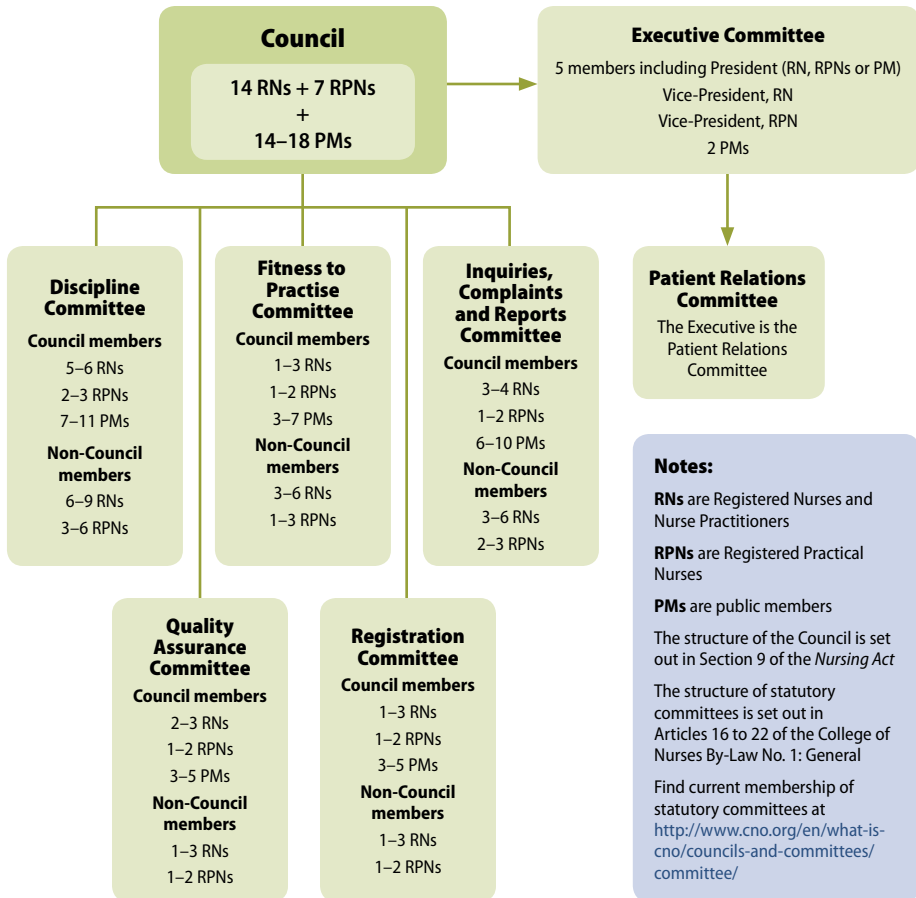 Council
14 RNs + 7 RPNs
+
14–18 PMs
Executive Committee
5 members including President (RN, RPNs or PM)
Vice-President, RN
Vice-President, RPN
2 PMs
Discipline
Committee
Council members
5–6 RNs
2–3 RPNs
7–11 PMs
Non-Council
members
6–9 RNs
3–6 RPNs
Fitness to
Practise
Committee
Council members
1–3 RNs
1–2 RPNs
3–7 PMs
Non-Council
members
3–6 RNs
1–3 RPNs
Inquiries,
Complaints
and Reports
Committee
Council members
3–4 RNs
1–2 RPNs
6–10 PMs
Non-Council
members
3–6 RNs
2–3 RPNs
Patient Relations
Committee
The Executive is the
Patient Relations
Committee
Quality
Assurance
Committee
Council members
2–3 RNs
1–2 RPNs
3–5 PMs
Non-Council
members
1–3 RNs
1–2 RPNs
Registration
Committee
Council members
1–3 RNs
1–2 RPNs
3–5 PMs
Non-Council
members
1–3 RNs
1–2 RPNs
Notes:
RNs are Registered Nurses and
Nurse Practitioners
RPNs are Registered Practical
Nurses
PMs are public members
The structure of the Council is set
out in Section 9 of the Nursing Act
The structure of statutory
committees is set out in
Articles 16 to 22 of the College of
Nurses By-Law No. 1: General
Find current membership of
statutory committees at
http://www.cno.org/en/what-is-
cno/councils-and-committees/
committee/